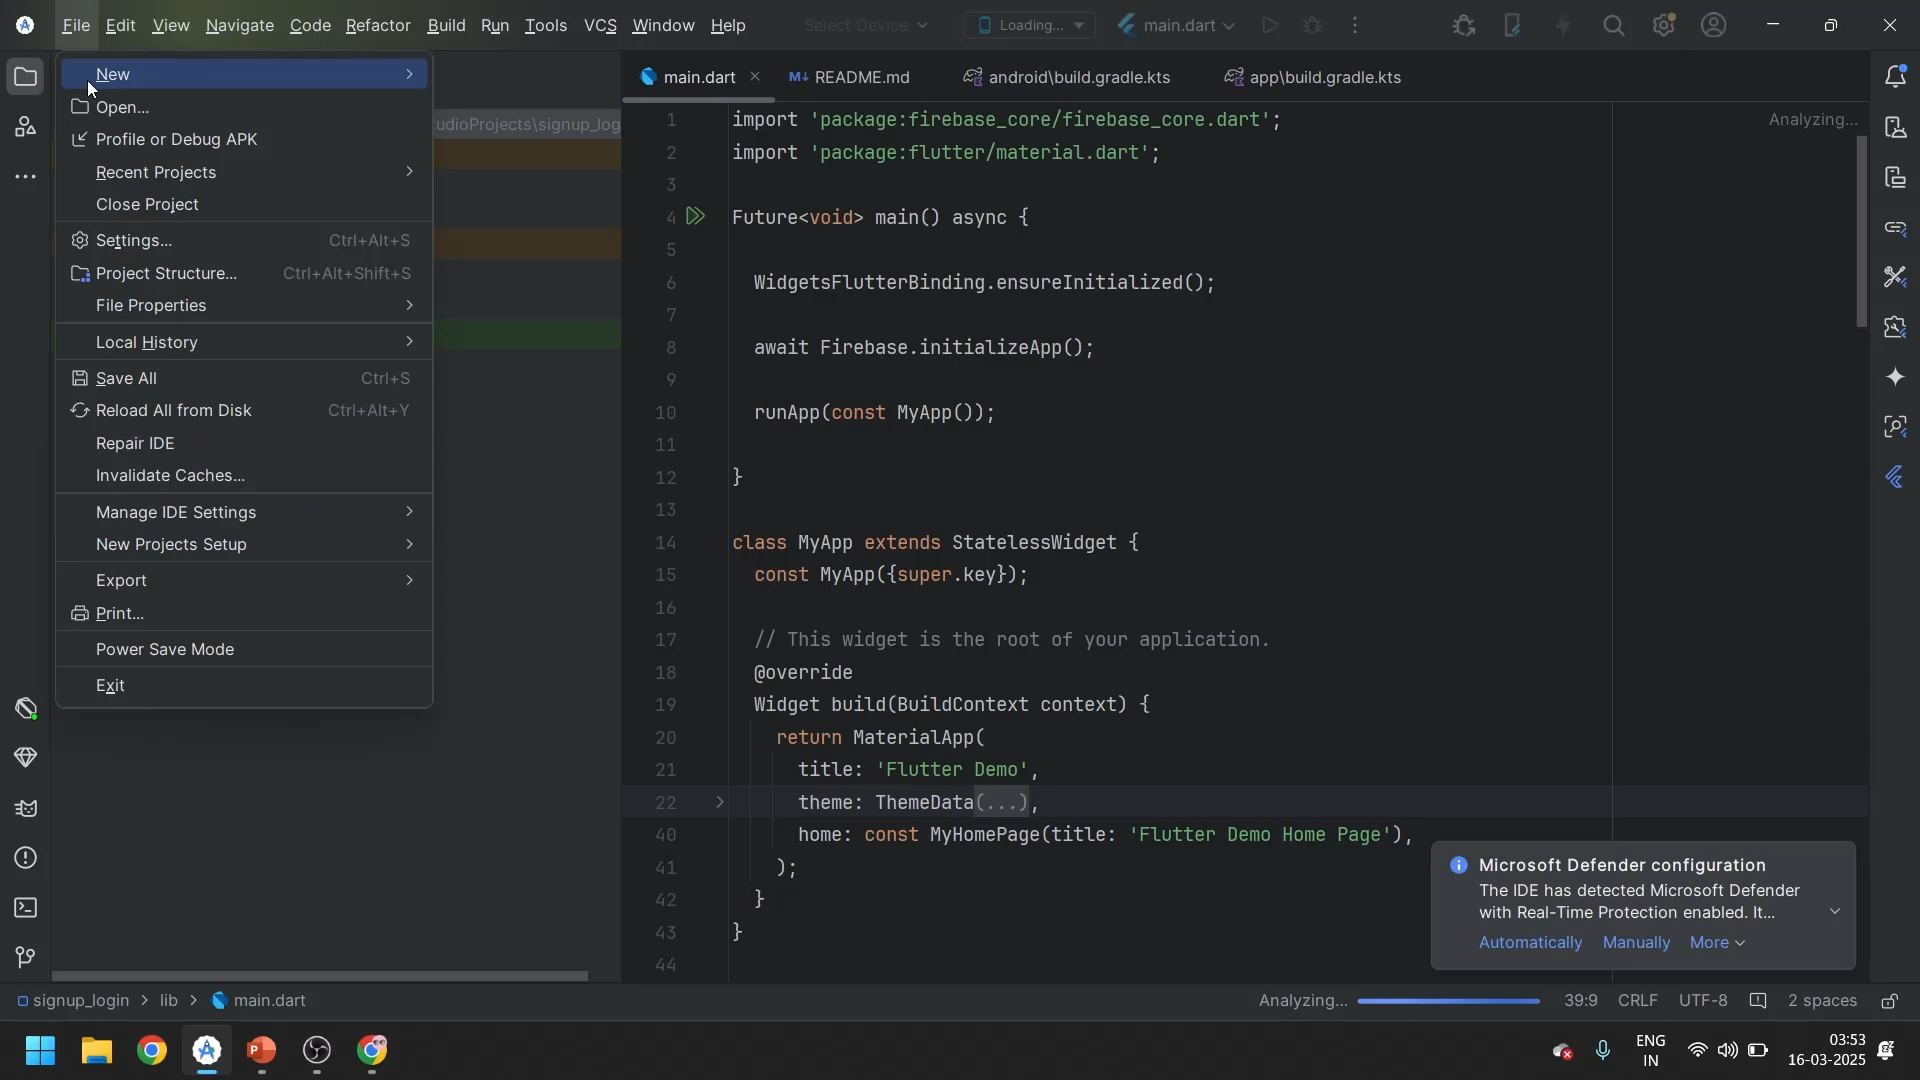 File Edit View Navigate Code Refactor Build Run Tools VCS Window Help
Select Device
Loading...
main.dart
New
Open...
Profile or Debug APK
Recent Projects
Close Project
Settings... Ctrl+Alt+S
Project Structure... Ctrl+Alt+Shift+S
File Properties
Local History
Save All Ctrl+S
Reload All from Disk Ctrl+Alt+Y
Repair IDE
Invalidate Caches...
Manage IDE Settings
New Projects Setup
Export
Print...
Power Save Mode
Exit
udioProjects\signup_log
main.dart README.md android\build.gradle.kts app\build.gradle.kts
Analyzing...
1 import 'package:firebase_core/firebase_core.dart';
2 import 'package:flutter/material.dart';
3
4 Future<void> main() async {
5
6 WidgetsFlutterBinding.ensureInitialized();
7
8 await Firebase.initializeApp();
9
10 runApp(const MyApp());
11
12 }
13
14 class MyApp extends StatelessWidget {
15 const MyApp({super.key});
16
17 // This widget is the root of your application.
18 @override
19 Widget build(BuildContext context) {
20 return MaterialApp(
21 title: 'Flutter Demo',
22 theme: ThemeData(...),
40 home: const MyHomePage(title: 'Flutter Demo Home Page'),
41 );
42 }
43 }
44
Microsoft Defender configuration
The IDE has detected Microsoft Defender
with Real-Time Protection enabled. It...
Automatically Manually More
signup_login > lib > main.dart
Analyzing... 39:9 CRLF UTF-8 2 spaces
ENG
IN
03:53
16-03-2025